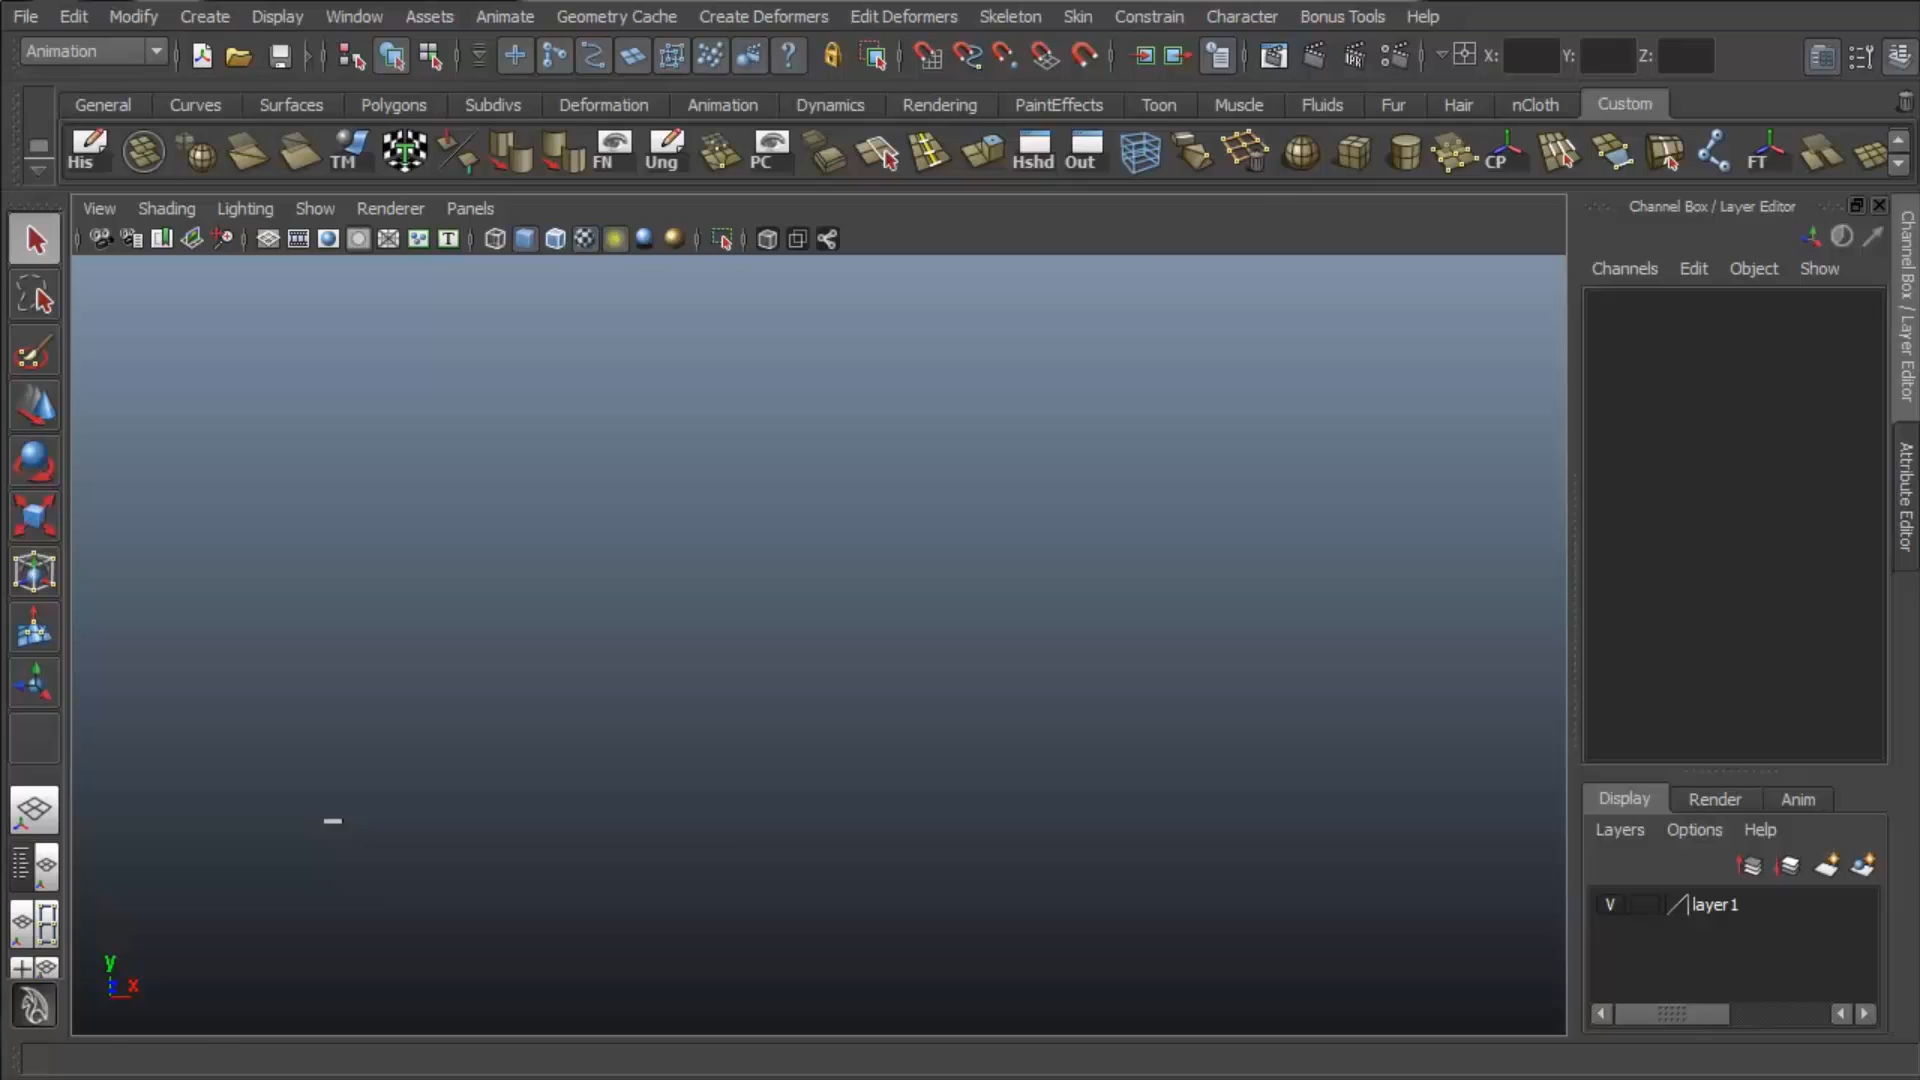 File Edit Modify Create Display Window Assets Animate Geometry Cache Create Deformers Edit Deformers Skeleton Skin Constrain Character Bonus Tools Help
Animation X: Y: Z:
General Curves Surfaces Polygons Subdivs Deformation Animation Dynamics Rendering PaintEffects Toon Muscle Fluids Fur Hair nCloth Custom
His TM FN Ung PC Hshd Out CP FT
View Shading Lighting Show Renderer Panels
Channel Box / Layer Editor
Channels Edit Object Show
Channel Box / Layer Editor
Attribute Editor
Display Render Anim
Layers Options Help
V layer1
y
x